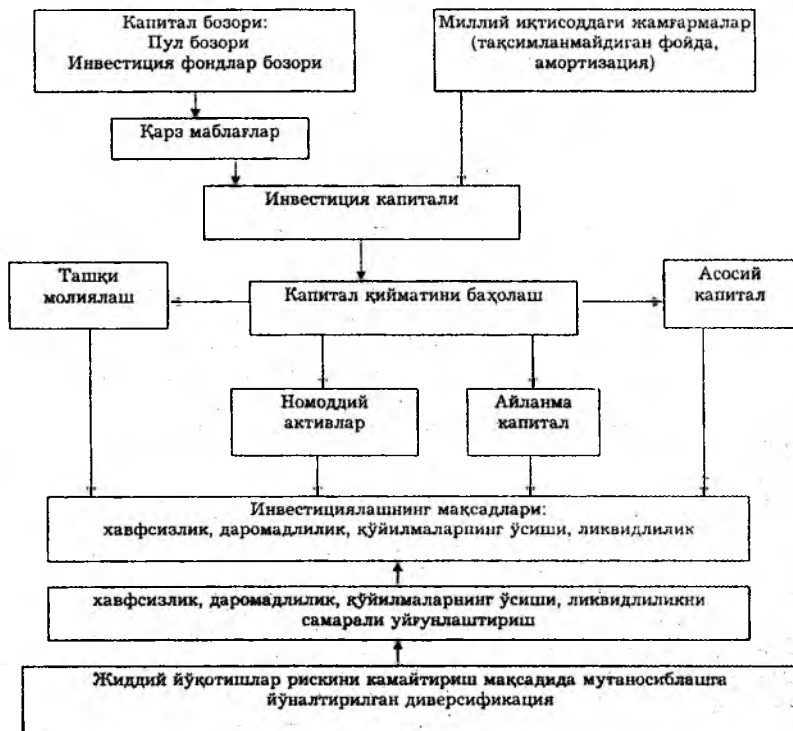 Капитал бозори:
Пул бозори
Инвестиция фондлар бозори
Миллий иқтисоддаги жамғармалар
(тақсимланмайдиган фойда,
амортизация)
Қарз маблағлар
Инвестиция капитали
Ташқи
молиялаш
Капитал қийматини баҳолаш
Асосий
капитал
Номоддий
активлар
Айланма
капитал
Инвестициялашнинг мақсадлари:
хавфсизлик, даромадлилик, қўйилмаларнинг ўсиши, ликвидлилик
хавфсизлик, даромадлилик, қўйилмаларнинг ўсиши, ликвидлиликни
самарали уйғунлаштириш
Жиддий йўқотишлар рискини камайтириш мақсадида мутаносиблашга
йўналтирилган диверсификация